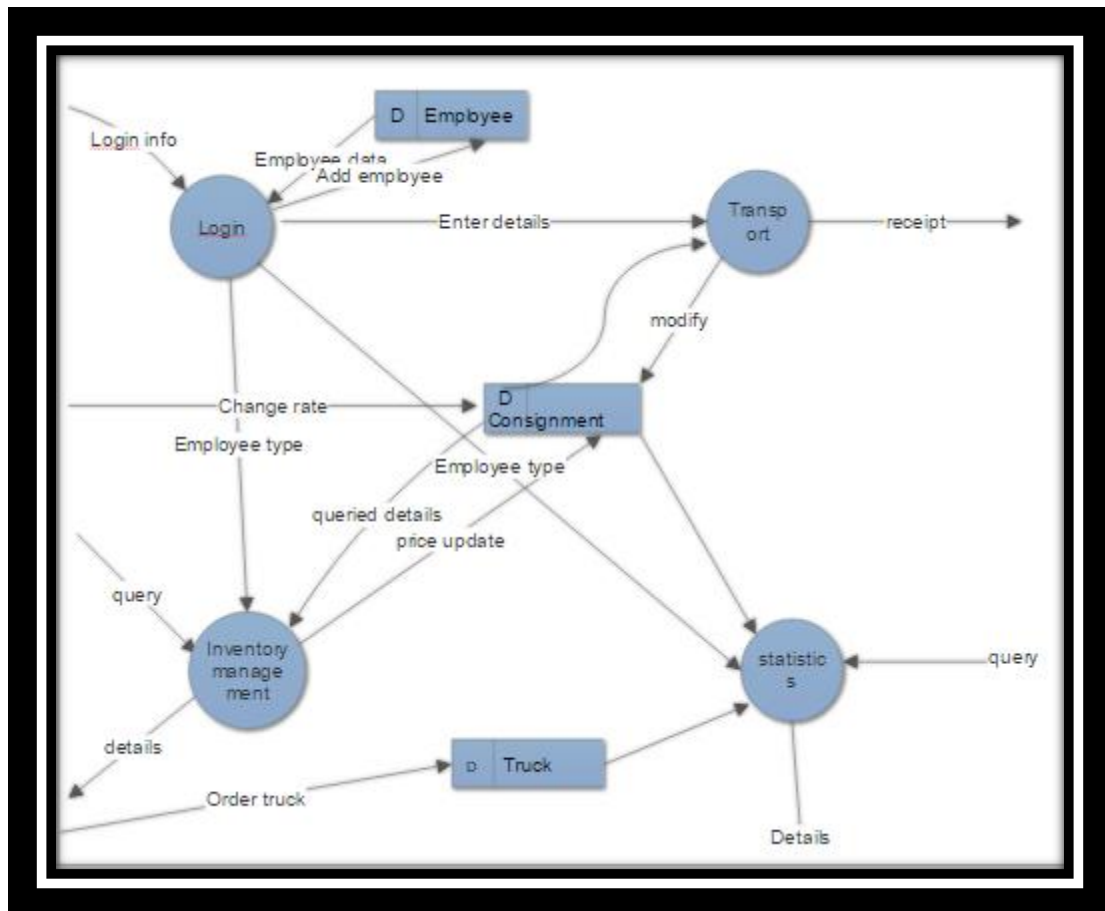 D Employee
Login info
Employee data
Add employee
Login
Enter details
Transp
ort
receipt
modify
D
Consignment
Change rate
Employee type
Employee type
queried details
price update
query
Inventory
manage
ment
statistic
s
query
details
D Truck
Order truck
Details